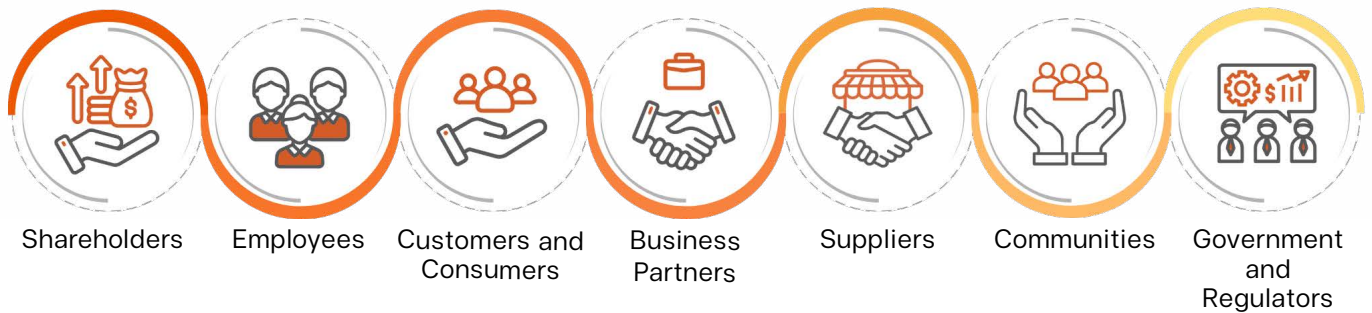 $
$
Shareholders
Employees
Customers and
Consumers
Business
Partners
Suppliers
Communities
Government
and
Regulators